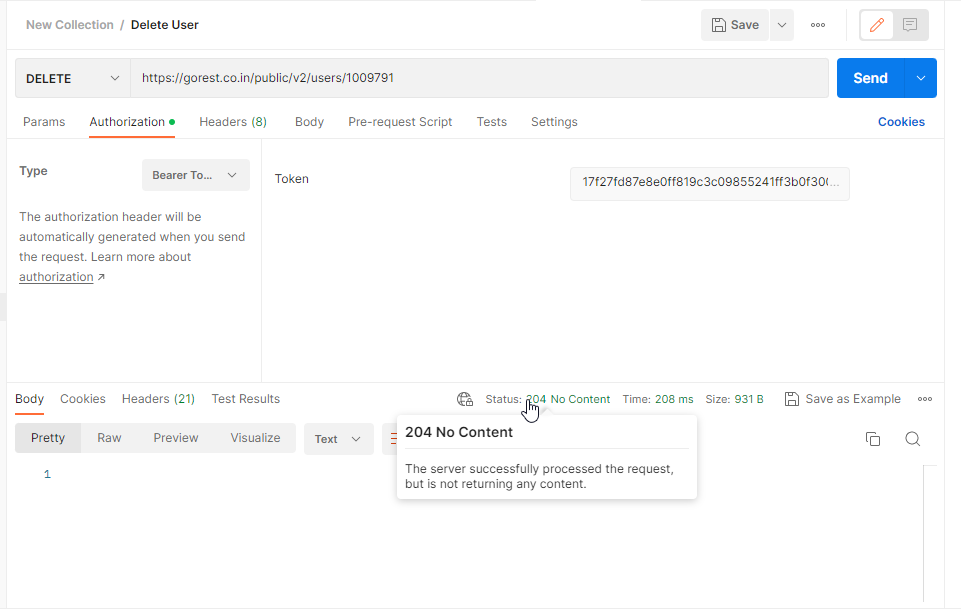 New Collection / Delete User
Save
DELETE
https://gorest.co.in/public/v2/users/1009791
Send
Params Authorization Headers (8) Body Pre-request Script Tests Settings Cookies
Type
Bearer To...
The authorization header will be
automatically generated when you send
the request. Learn more about
authorization ↗
Token
17f27fd87e8e0ff819c3c09855241ff3b0f300...
Body Cookies Headers (21) Test Results
Status: 204 No Content Time: 208 ms Size: 931 B Save as Example
Pretty Raw Preview Visualize Text
204 No Content
The server successfully processed the request,
but is not returning any content.
1